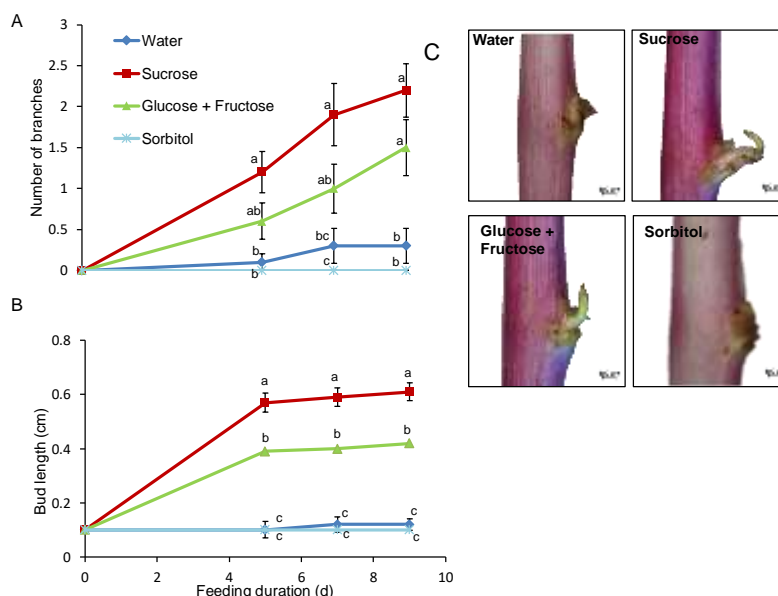 A
Number of branches
3
2.5
2
1.5
1
0.5
0
Water
Sucrose
Glucose + Fructose
Sorbitol
a
a
a
ab
ab
a
b
bc
b
b
c
b
B
Bud length (cm)
0.8
0.6
0.4
0.2
0
a
a
a
b
b
b
c
c
c
c
c
c
0
2
4
6
8
10
Feeding duration (d)
C
Water
Sucrose
Glucose +
Fructose
Sorbitol